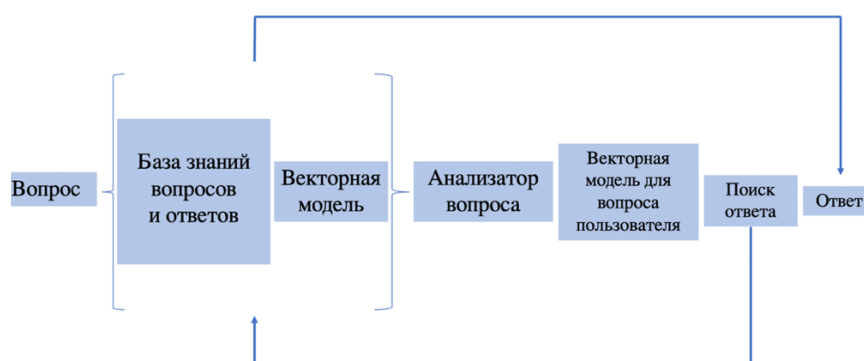 Вопрос
База знаний
вопросов
и ответов
Векторная
модель
Анализатор
вопроса
Векторная
модель для
вопроса
пользователя
Поиск
ответа
Ответ